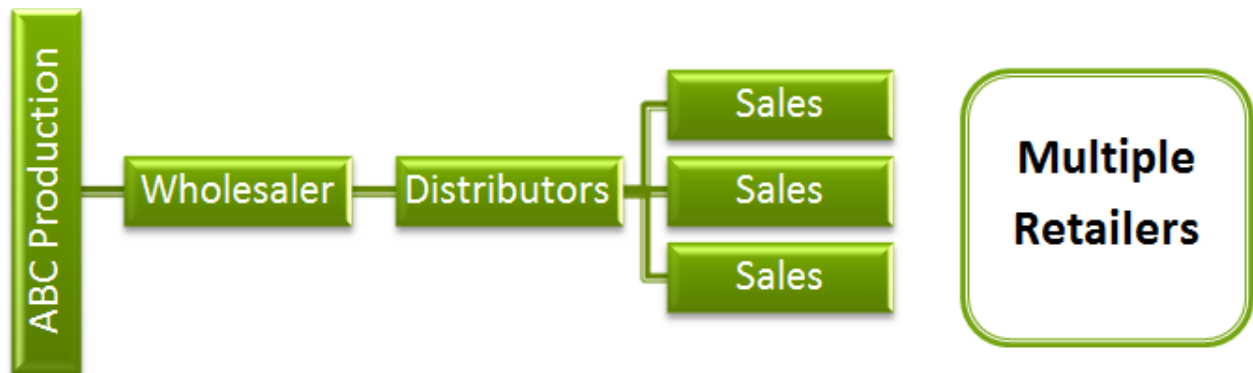 ABC Production
Wholesaler
Distributors
Sales
Sales
Sales
Multiple
Retailers